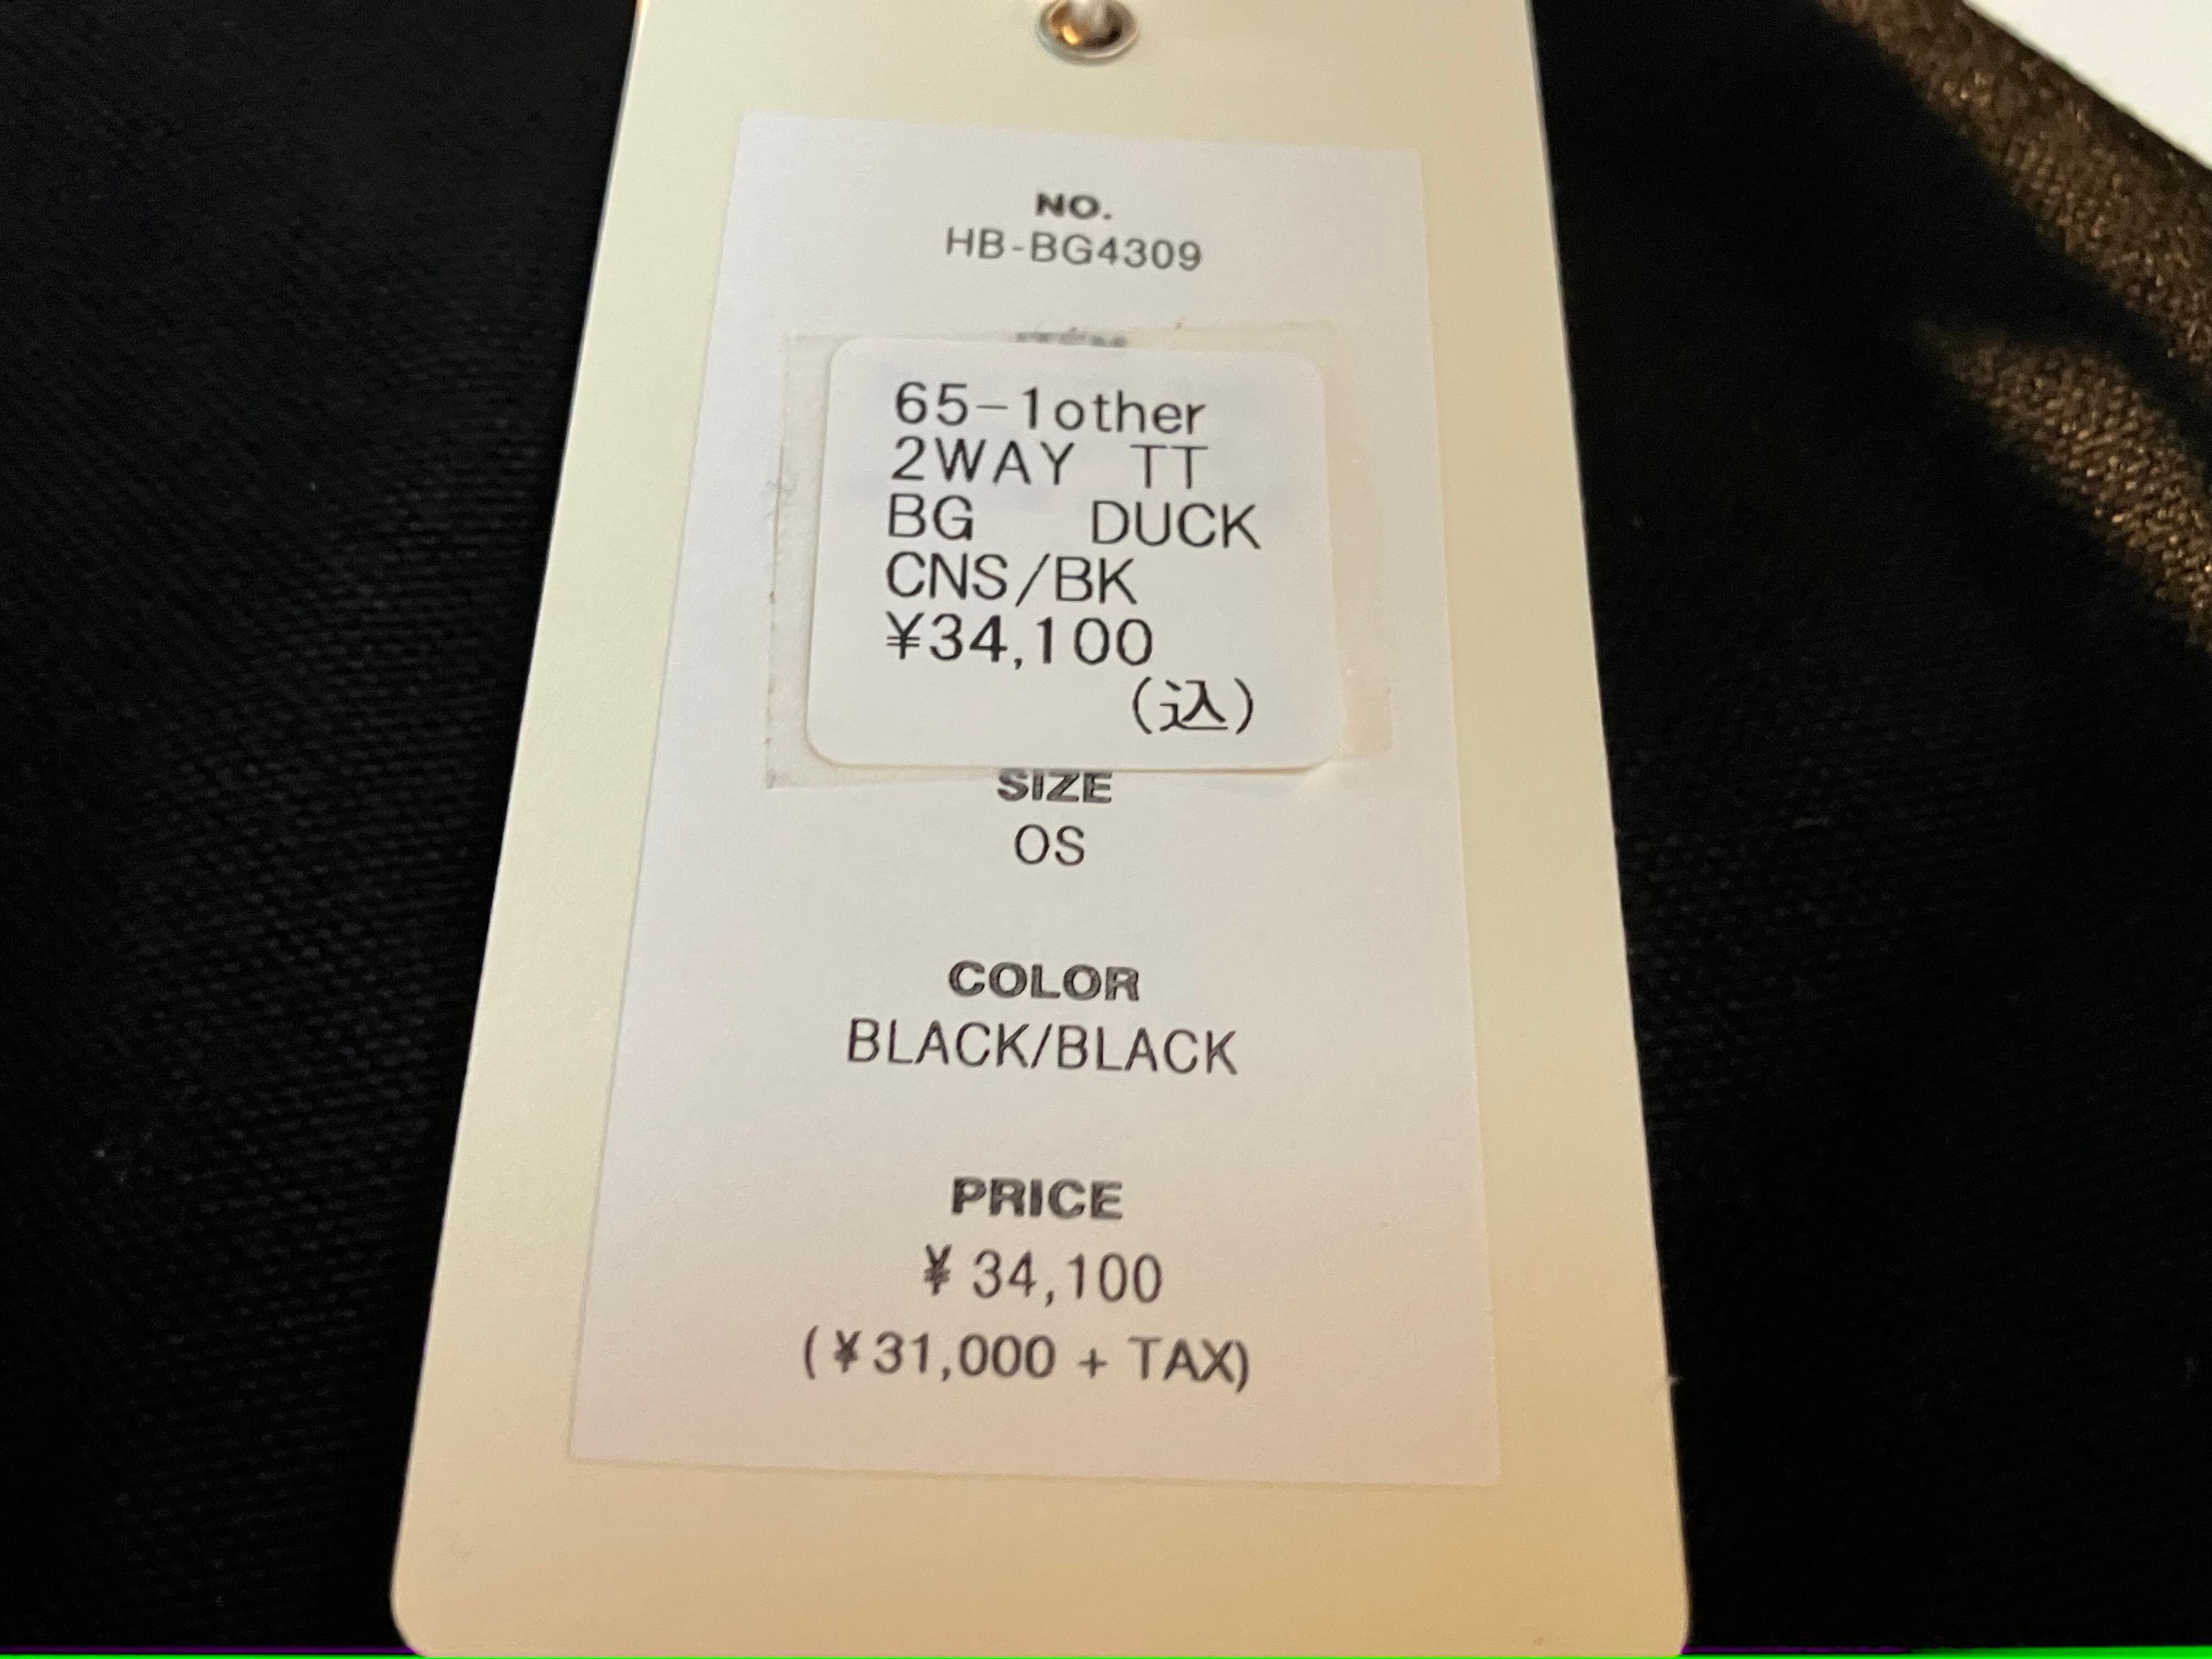 NO.
HB-BG4309
65-1other
2WAY TT
BG DUCK
CNS/BK
¥34,100
(込)
SIZE
OS
COLOR
BLACK/BLACK
PRICE
¥ 34,100
(¥31,000 + TAX)